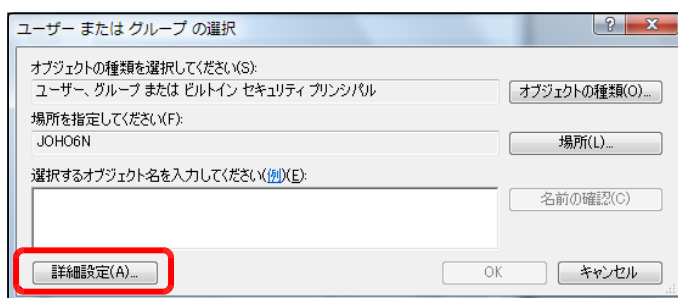 ユーザー または グループ の選択
オブジェクトの種類を選択してください(S):
ユーザー、グループ または ビルトイン セキュリティ プリンシパル
オブジェクトの種類(O)...
場所を指定してください(F):
JOHO6N
場所(L)...
選択するオブジェクト名を入力してください(例)(E):
名前の確認(C)
詳細設定(A)...
OK
キャンセル